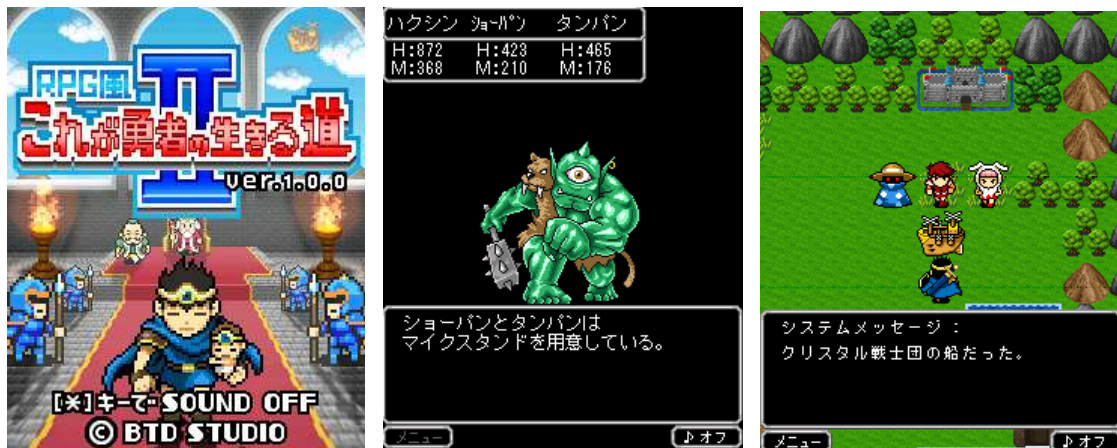 RPG風
II
これが勇者の生きる道
ver.1.0.0
[*]キーで SOUND OFF
© BTD STUDIO
ハクシン ショーパン タンパン
H:872 H:423 H:465
M:368 M:210 M:176
ショーパンとタンパンは
マイクスタンドを用意している。
メニュー
♪オフ
システムメッセージ:
クリスタル戦士団の船だった。
メニュー
♪オフ